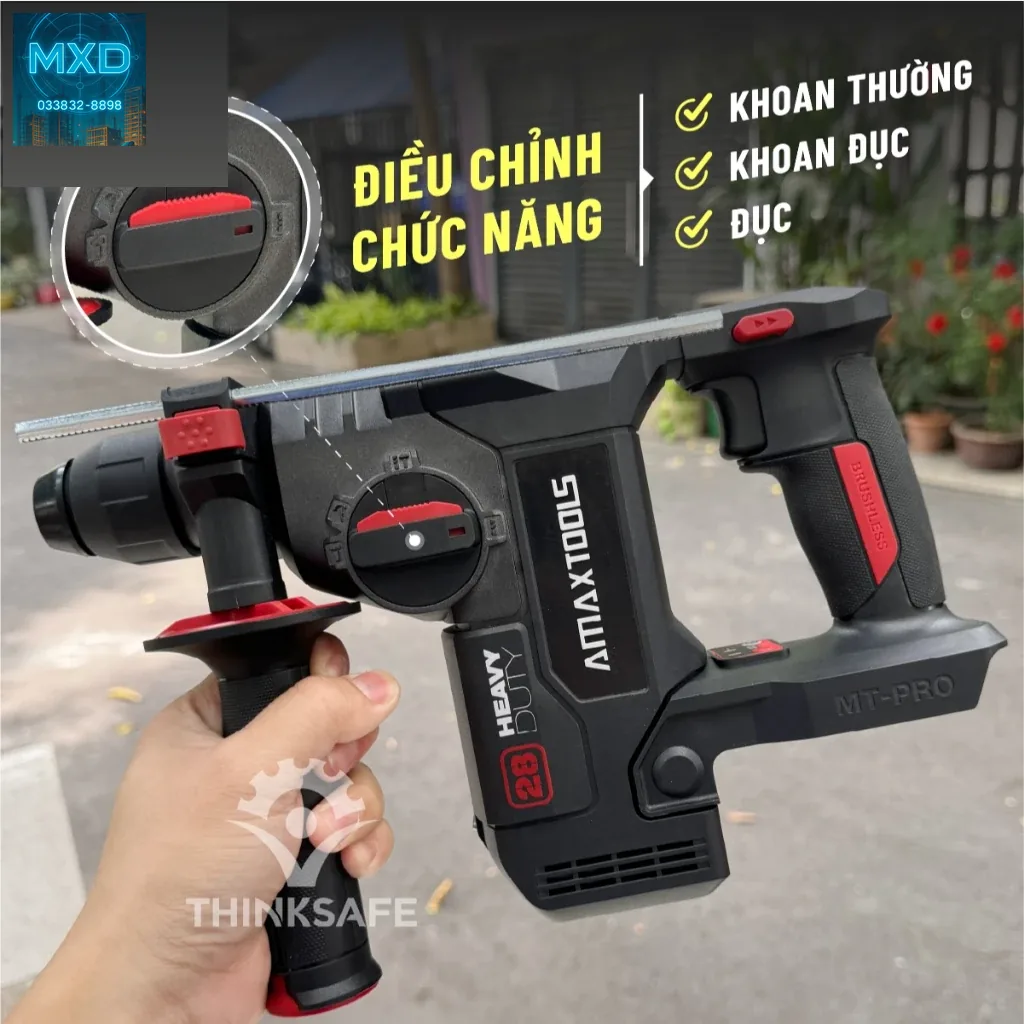 MXD
033832-8898
ĐIỀU CHỈNH
CHỨC NĂNG
KHOAN THƯỜNG
KHOAN ĐỤC
ĐỤC
BRUSHLESS
AMAXTOOLS
HEAVY
DUTY
28
MT-PRO
THINKSAFE